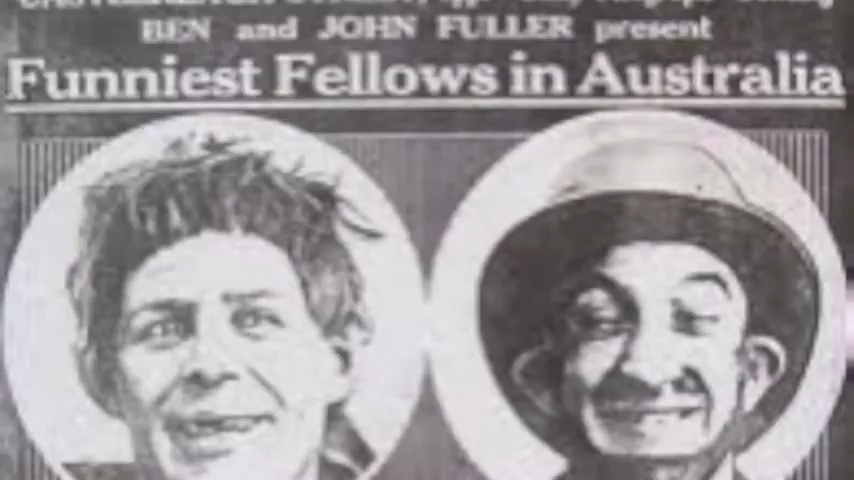 BEN and JOHN FULLER present
Funniest Fellows in Australia